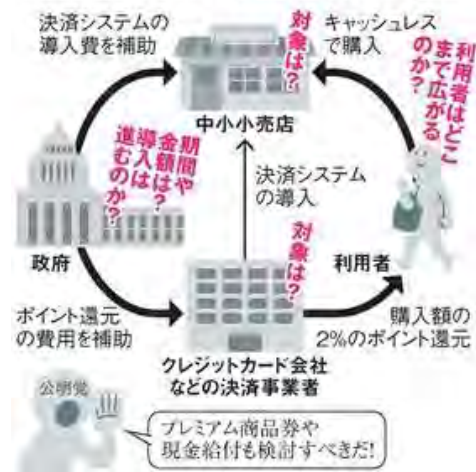 決済システムの
導入費を補助
キャッシュレス
で購入
対象は?
中小小売店
利用者はどこ
まで広がる
のか?
期間や
金額は?
導入は
進むのか?
決済システム
の導入
対象は?
政府
利用者
ポイント還元
の費用を補助
購入額の
2%のポイント還元
クレジットカード会社
などの決済事業者
公明党
プレミアム商品券や
現金給付も検討すべきだ!